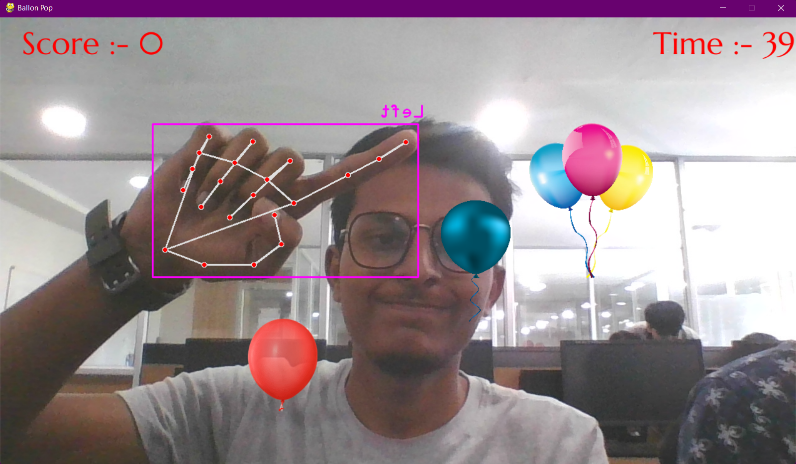 Ballon Pop
Score :- 0
Time :- 39
Left